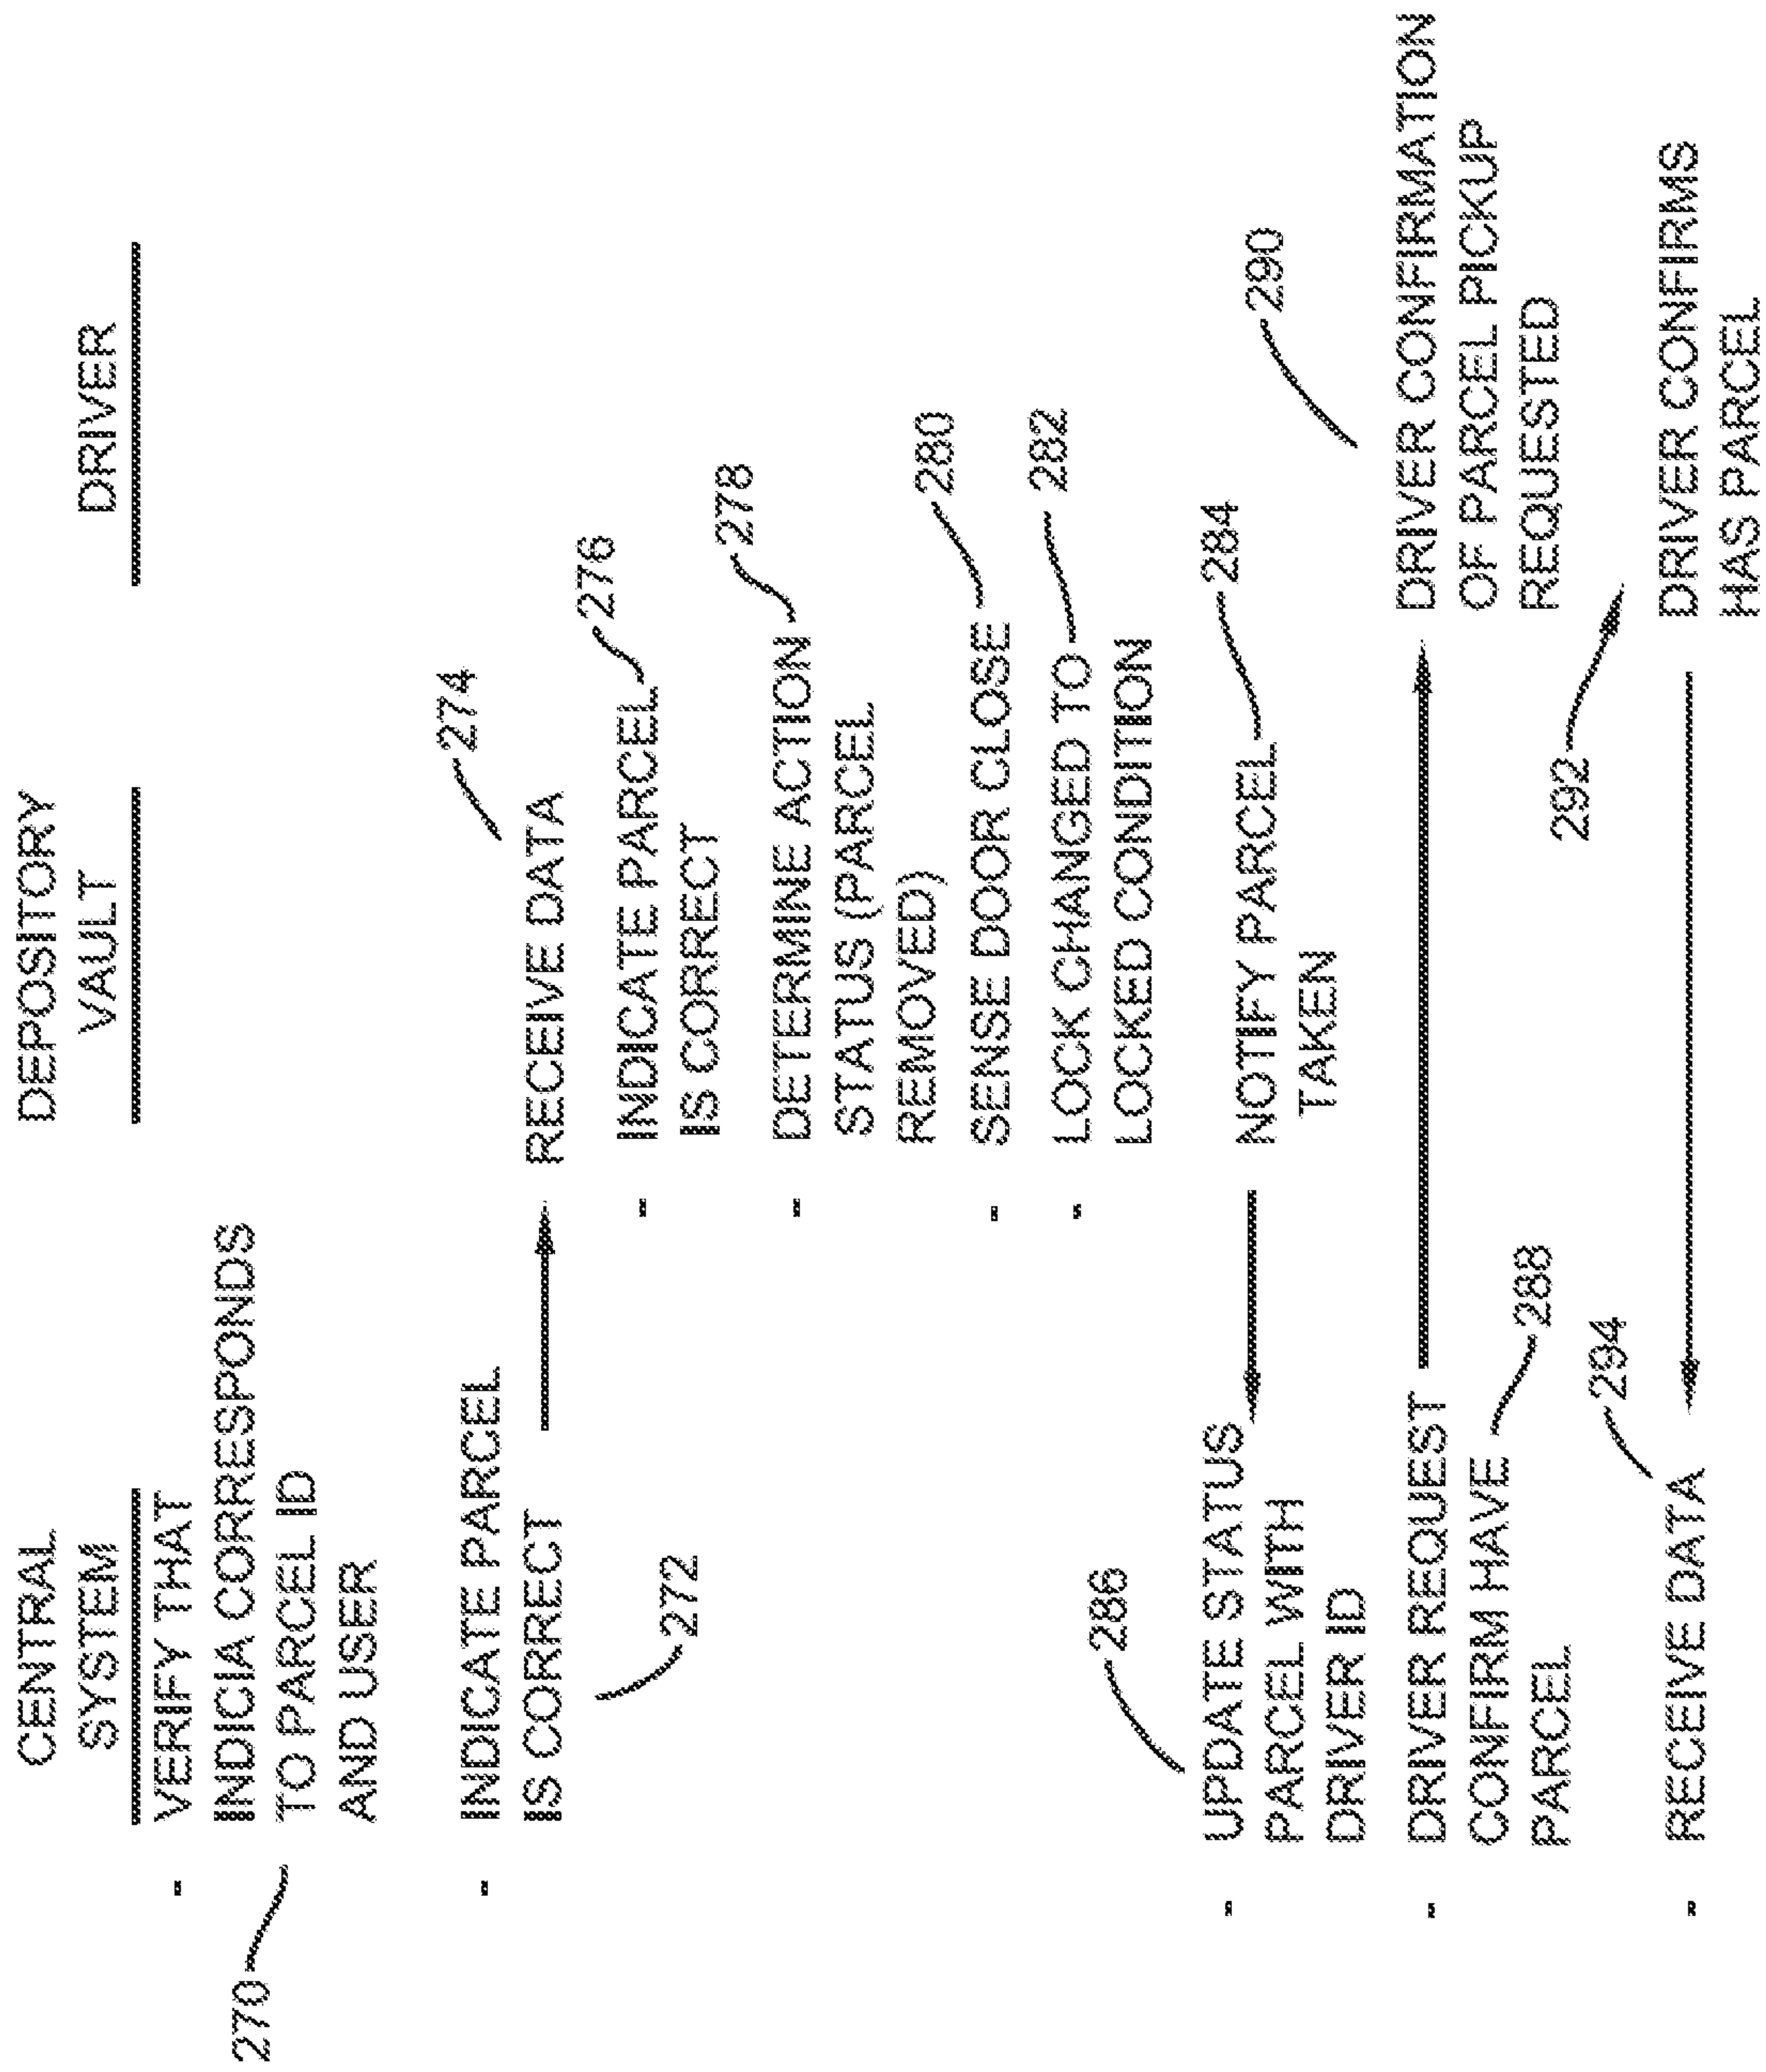 CENTRAL
SYSTEM
DEPOSITORY
VAULT
DRIVER
- VERIFY THAT
INDICIA CORRESPONDS
TO PARCEL ID
AND USER
270
- INDICATE PARCEL
IS CORRECT
272
RECEIVE DATA
274
- INDICATE PARCEL
IS CORRECT
276
- DETERMINE ACTION
STATUS (PARCEL
REMOVED)
278
- SENSE DOOR CLOSE
280
- LOCK CHANGED TO
LOCKED CONDITION
282
NOTIFY PARCEL
TAKEN
284
- UPDATE STATUS
PARCEL WITH
DRIVER ID
286
- DRIVER REQUEST
CONFIRM HAVE
PARCEL
288
DRIVER CONFIRMATION
OF PARCEL PICKUP
REQUESTED
290
DRIVER CONFIRMS
HAS PARCEL
292
- RECEIVE DATA
294